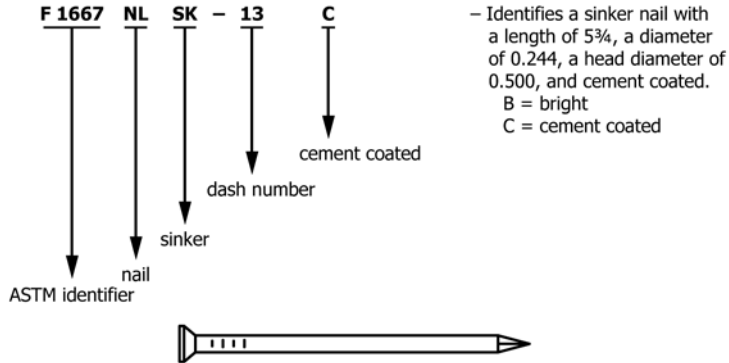 F 1667 NL SK – 13 C
– Identifies a sinker nail with
a length of 5¾, a diameter
of 0.244, a head diameter of
0.500, and cement coated.
B = bright
C = cement coated
cement coated
dash number
sinker
nail
ASTM identifier